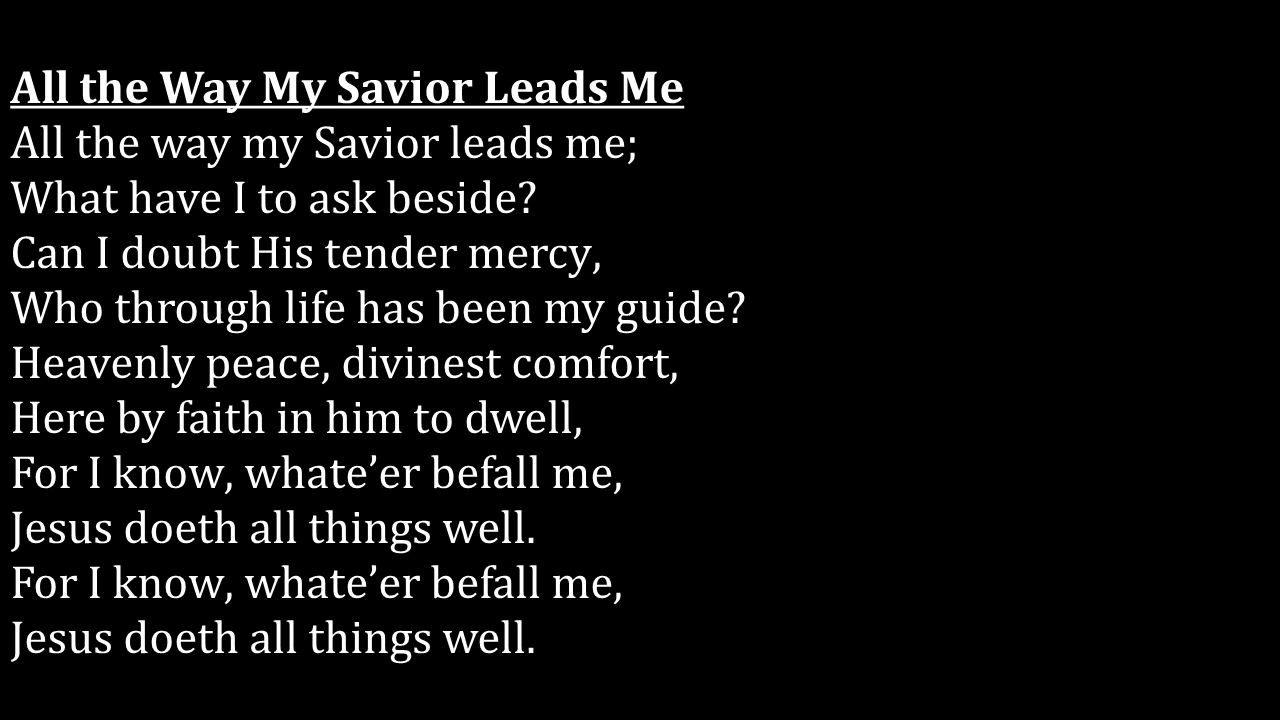 All the Way My Savior Leads Me
All the way my Savior leads me;
What have I to ask beside?
Can I doubt His tender mercy,
Who through life has been my guide?
Heavenly peace, divinest comfort,
Here by faith in him to dwell,
For I know, whate’er befall me,
Jesus doeth all things well.
For I know, whate’er befall me,
Jesus doeth all things well.